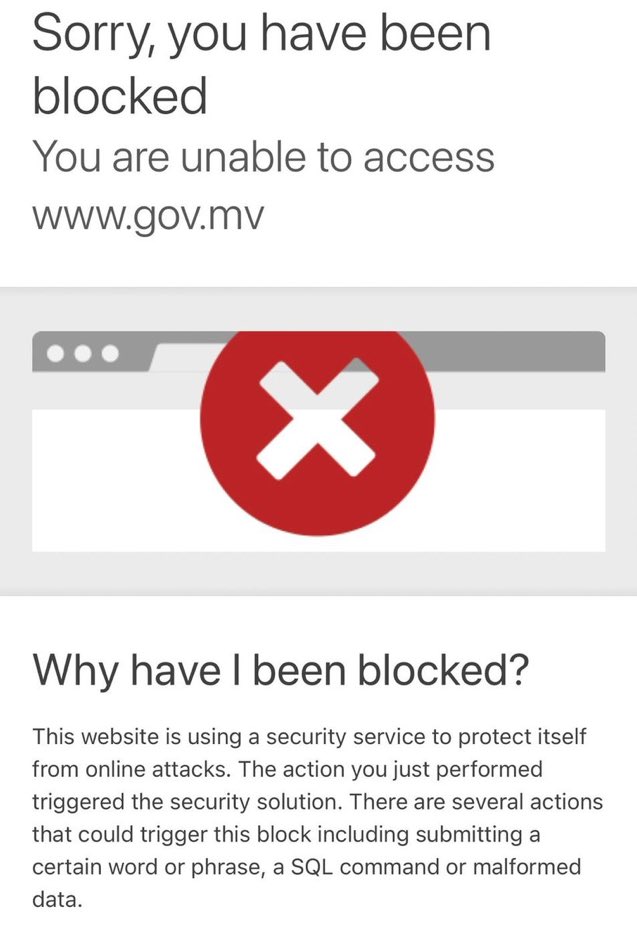 Sorry, you have been
blocked
You are unable to access
www.gov.mv
Why have I been blocked?
This website is using a security service to protect itself
from online attacks. The action you just performed
triggered the security solution. There are several actions
that could trigger this block including submitting a
certain word or phrase, a SQL command or malformed
data.